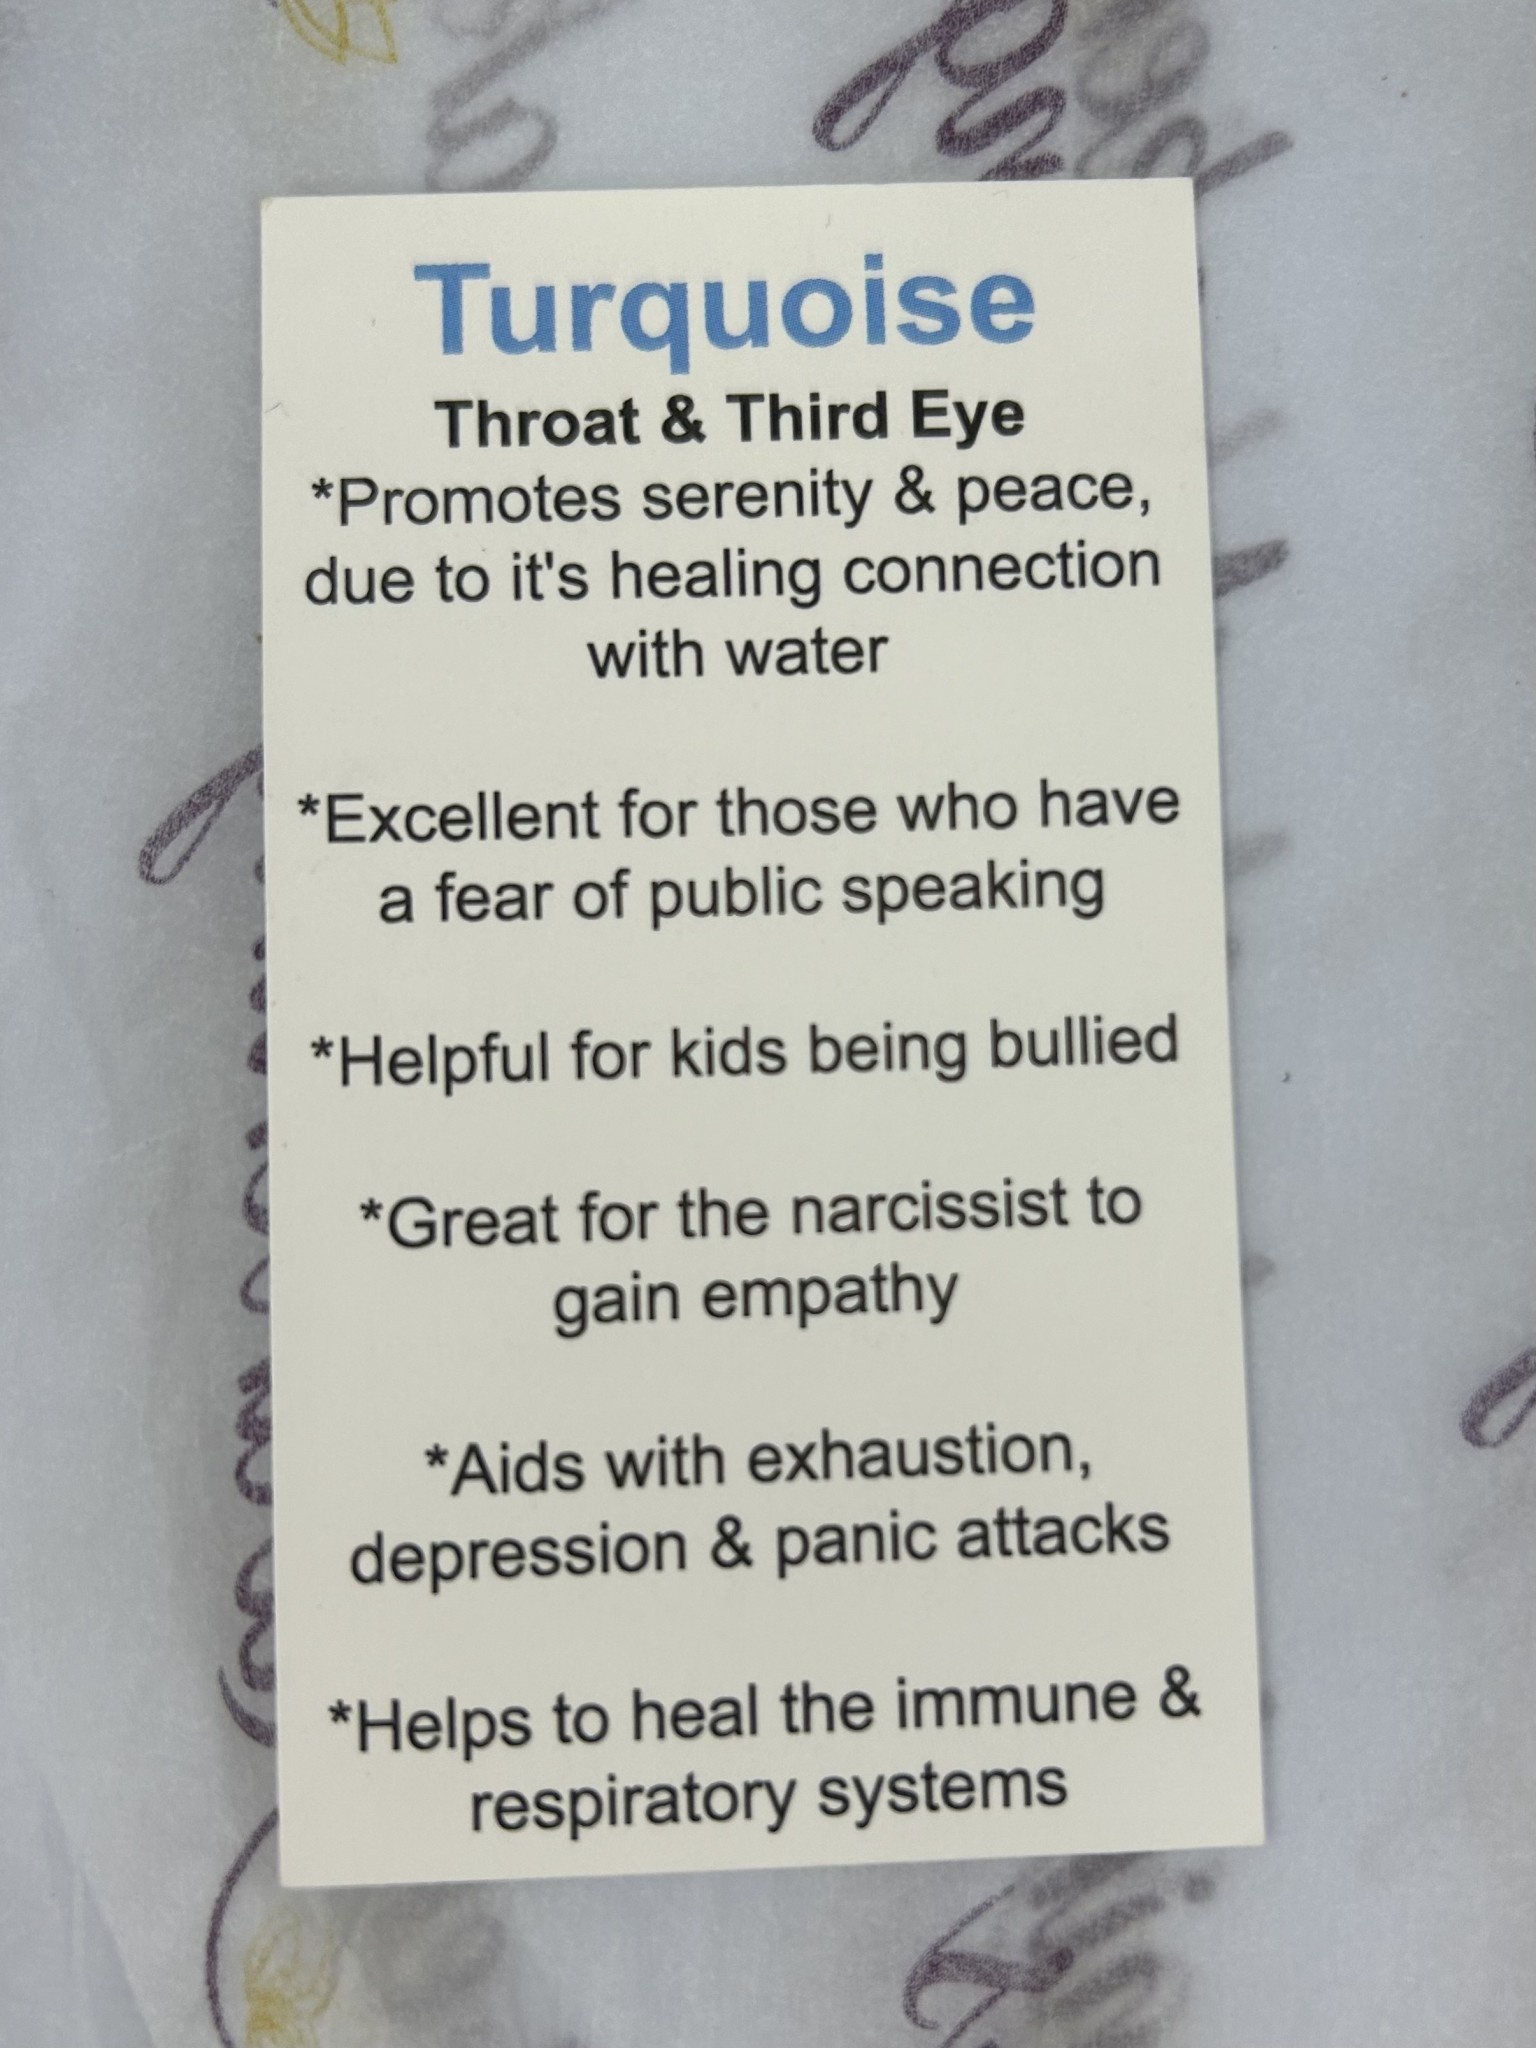 Turquoise
Throat & Third Eye
*Promotes serenity & peace,
due to it's healing connection
with water
*Excellent for those who have
a fear of public speaking
*Helpful for kids being bullied
*Great for the narcissist to
gain empathy
*Aids with exhaustion,
depression & panic attacks
*Helps to heal the immune &
respiratory systems